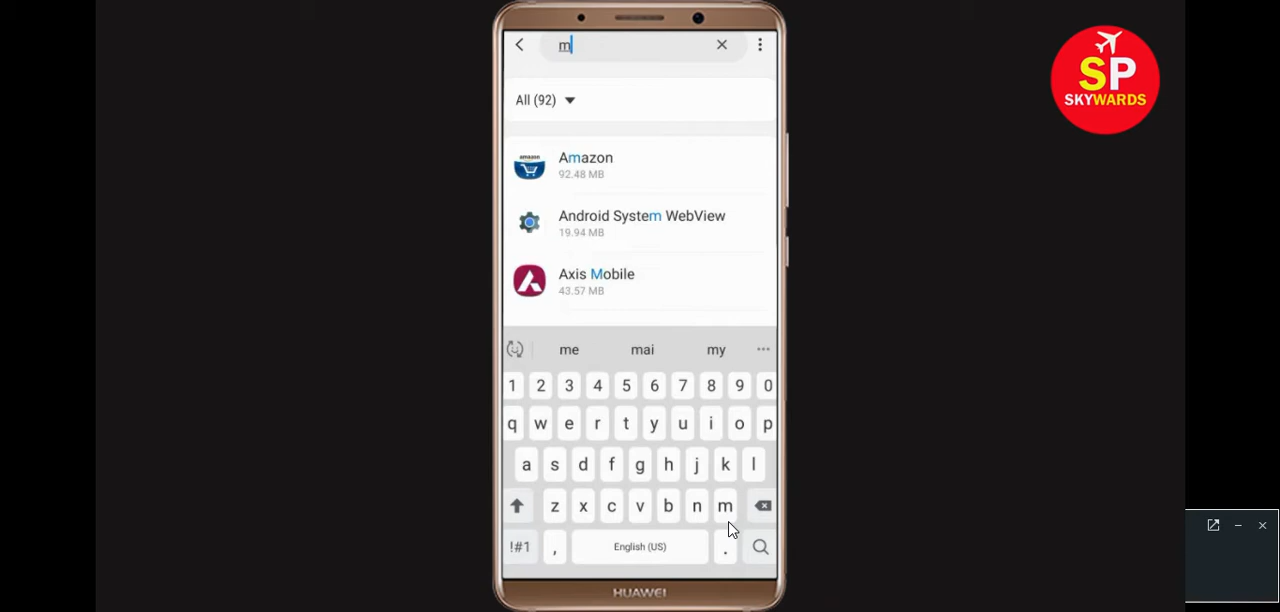 m
All (92)
amazon
Amazon
92.48 MB
Android System WebView
19.94 MB
Axis Mobile
43.57 MB
me mai my ...
1 2 3 4 5 6 7 8 9 0
q w e r t y u i o p
a s d f g h j k l
z x c v b n m
!#1 , English (US) .
HUAWEI
SP
SKYWARDS